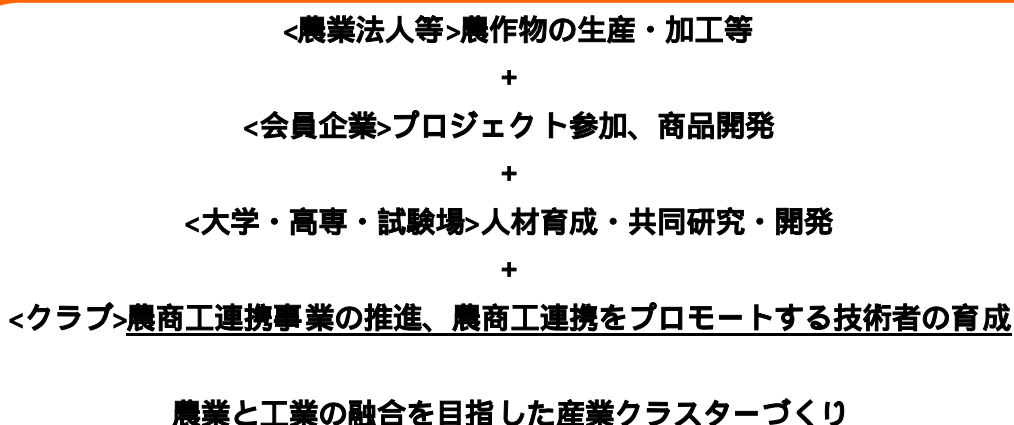 <農業法人等>農作物の生産・加工等
+
<会員企業>プロジェクト参加、商品開発
+
<大学・高専・試験場>人材育成・共同研究・開発
+
<クラブ>農商工連携事業の推進、農商工連携をプロモートする技術者の育成
農業と工業の融合を目指した産業クラスターづくり